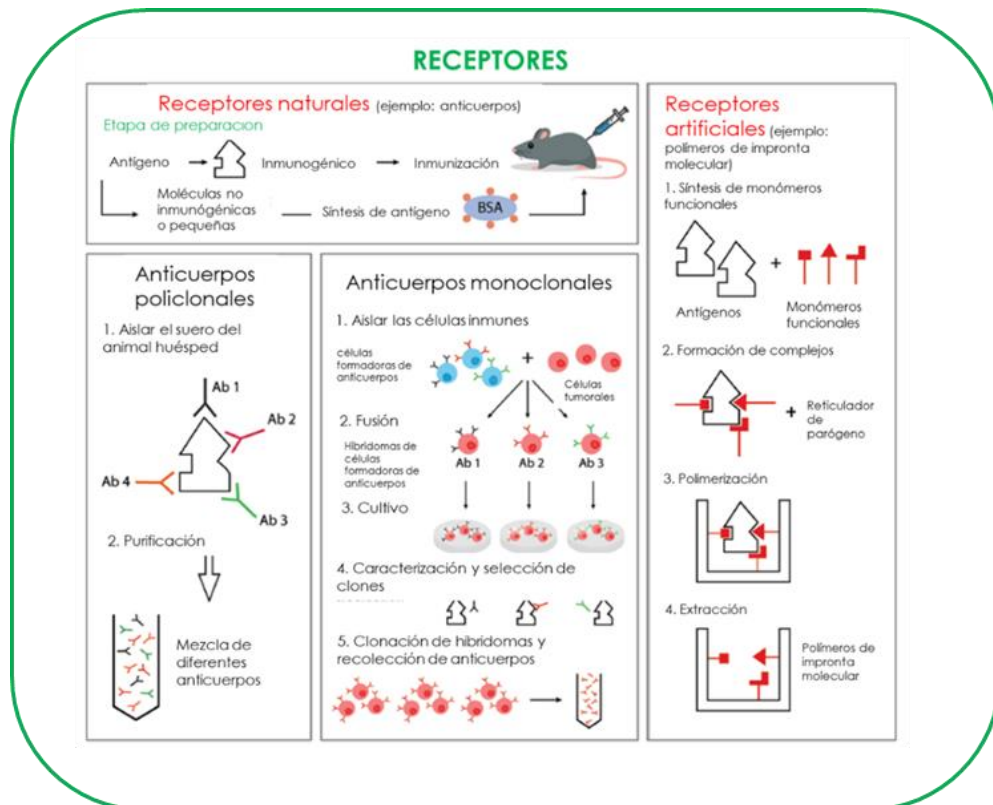 RECEPTORES
Receptores naturales (ejemplo: anticuerpos)
Etapa de preparacion
Antígeno
Inmunogénico
Inmunización
Moléculas no
inmunógénicas
o pequeñas
Síntesis de antígeno
BSA
Anticuerpos
policlonales
1. Aislar el suero del
animal huésped
Ab 1
Ab 2
Ab 4
Ab 3
2. Purificación
Mezcla de
diferentes
anticuerpos
Anticuerpos monoclonales
1. Aislar las células inmunes
células
formadoras de
anticuerpos
+
Células
tumorales
2. Fusión
Hibridomas de
células
formadoras de
anticuerpos
Ab 1 Ab 2 Ab 3
3. Cultivo
4. Caracterización y selección de
clones
5. Clonación de hibridomas y
recolección de anticuerpos
Receptores
artificiales (ejemplo:
polímeros de impronta
molecular)
1. Síntesis de monómeros
funcionales
+
Antígenos
Monómeros
funcionales
2. Formación de complejos
+ Reticulador
de
parógeno
3. Polimerización
4. Extracción
Polímeros de
impronta
molecular